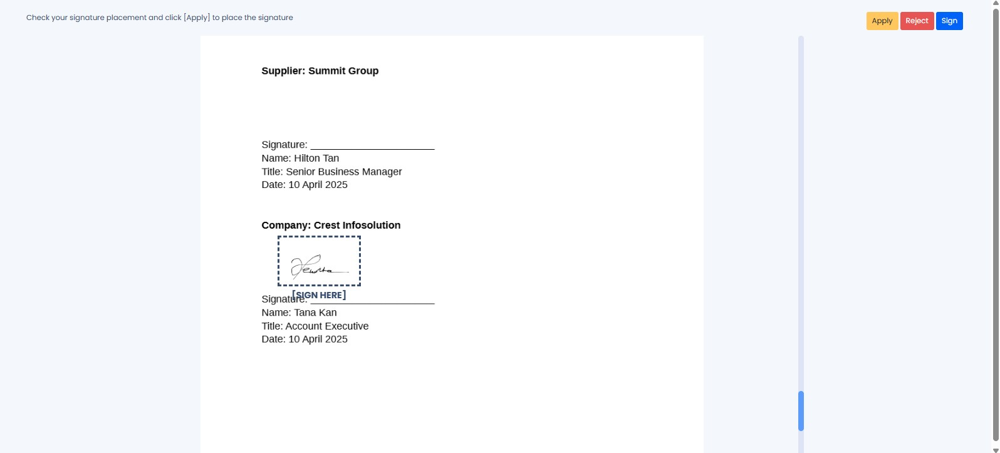 Check your signature placement and click [Apply] to place the signature
Apply Reject Sign
Supplier: Summit Group
Signature: ______________________
Name: Hilton Tan
Title: Senior Business Manager
Date: 10 April 2025
Company: Crest Infosolution
[SIGN HERE]
Signature: ______________________
Name: Tana Kan
Title: Account Executive
Date: 10 April 2025